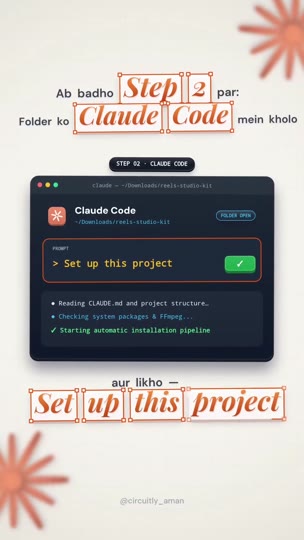 Ab badho Step 2 par:
Folder ko Claude Code mein kholo
STEP 02 · CLAUDE CODE
claude — ~/Downloads/reels-studio-kit
Claude Code
~/Downloads/reels-studio-kit
FOLDER OPEN
PROMPT
> Set up this project
✓
● Reading CLAUDE.md and project structure…
● Checking system packages & FFmpeg...
✓ Starting automatic installation pipeline
aur likho —
Set up this project
@circuitly_aman